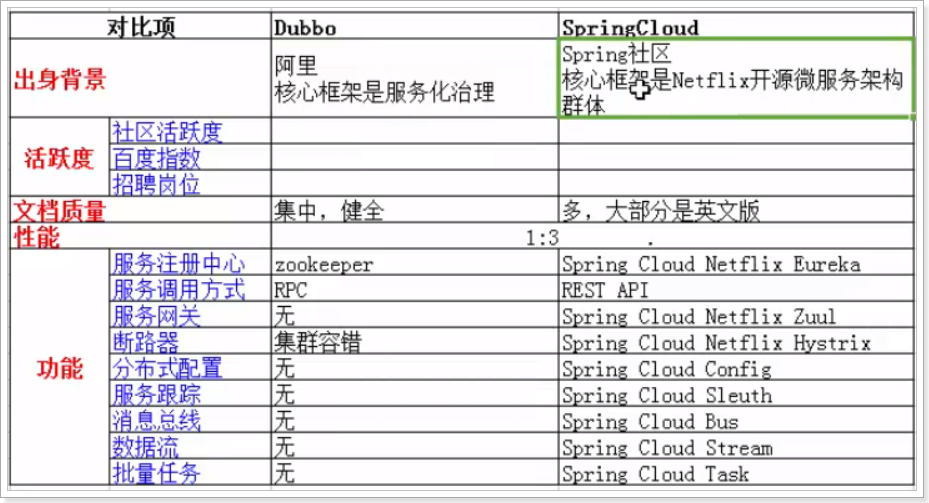 对比项 Dubbo SpringCloud
出身背景 阿里 Spring社区
核心框架是服务化治理 核心框架是Netflix开源微服务架构
群体
活跃度 社区活跃度
百度指数
招聘岗位
文档质量 集中，健全 多，大部分是英文版
性能 1:3 .
功能 服务注册中心 zookeeper Spring Cloud Netflix Eureka
服务调用方式 RPC REST API
服务网关 无 Spring Cloud Netflix Zuul
断路器 集群容错 Spring Cloud Netflix Hystrix
分布式配置 无 Spring Cloud Config
服务跟踪 无 Spring Cloud Sleuth
消息总线 无 Spring Cloud Bus
数据流 无 Spring Cloud Stream
批量任务 无 Spring Cloud Task